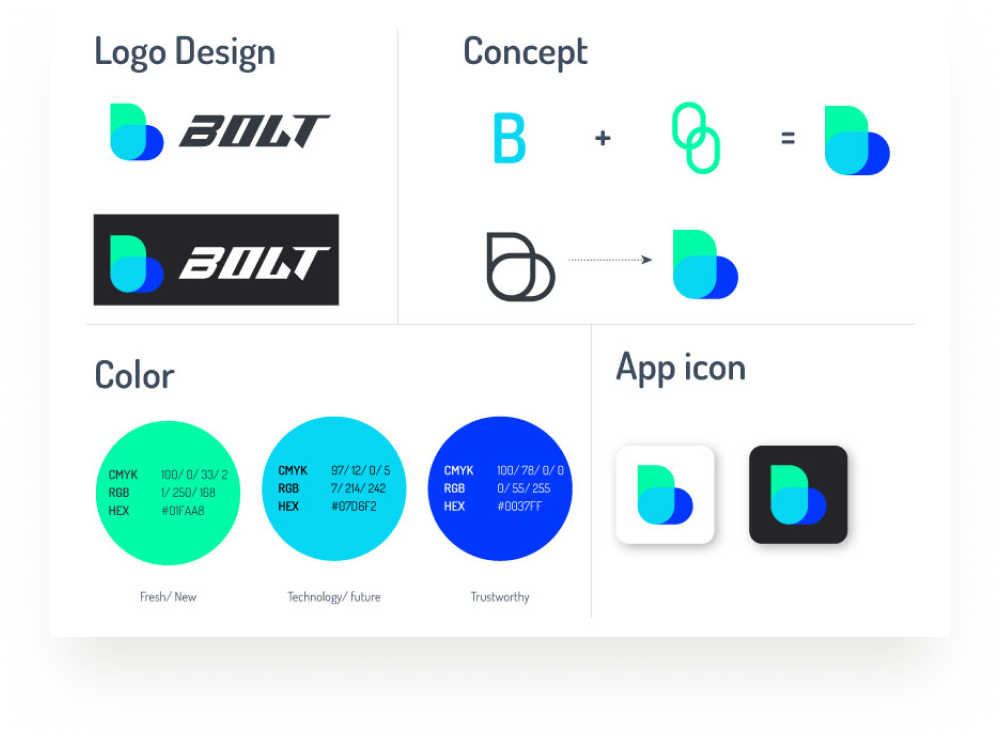 Logo Design
BOLT
BOLT
Concept
B + =
Color
CMYK 100/ 0/ 33/ 2
RGB 1/ 250/ 168
HEX #01FAA8
Fresh/ New
CMYK 97/ 12/ 0/ 5
RGB 7/ 214/ 242
HEX #07D6F2
Technology/ future
CMYK 100/ 78/ 0/ 0
RGB 0/ 55/ 255
HEX #0037FF
Trustworthy
App icon